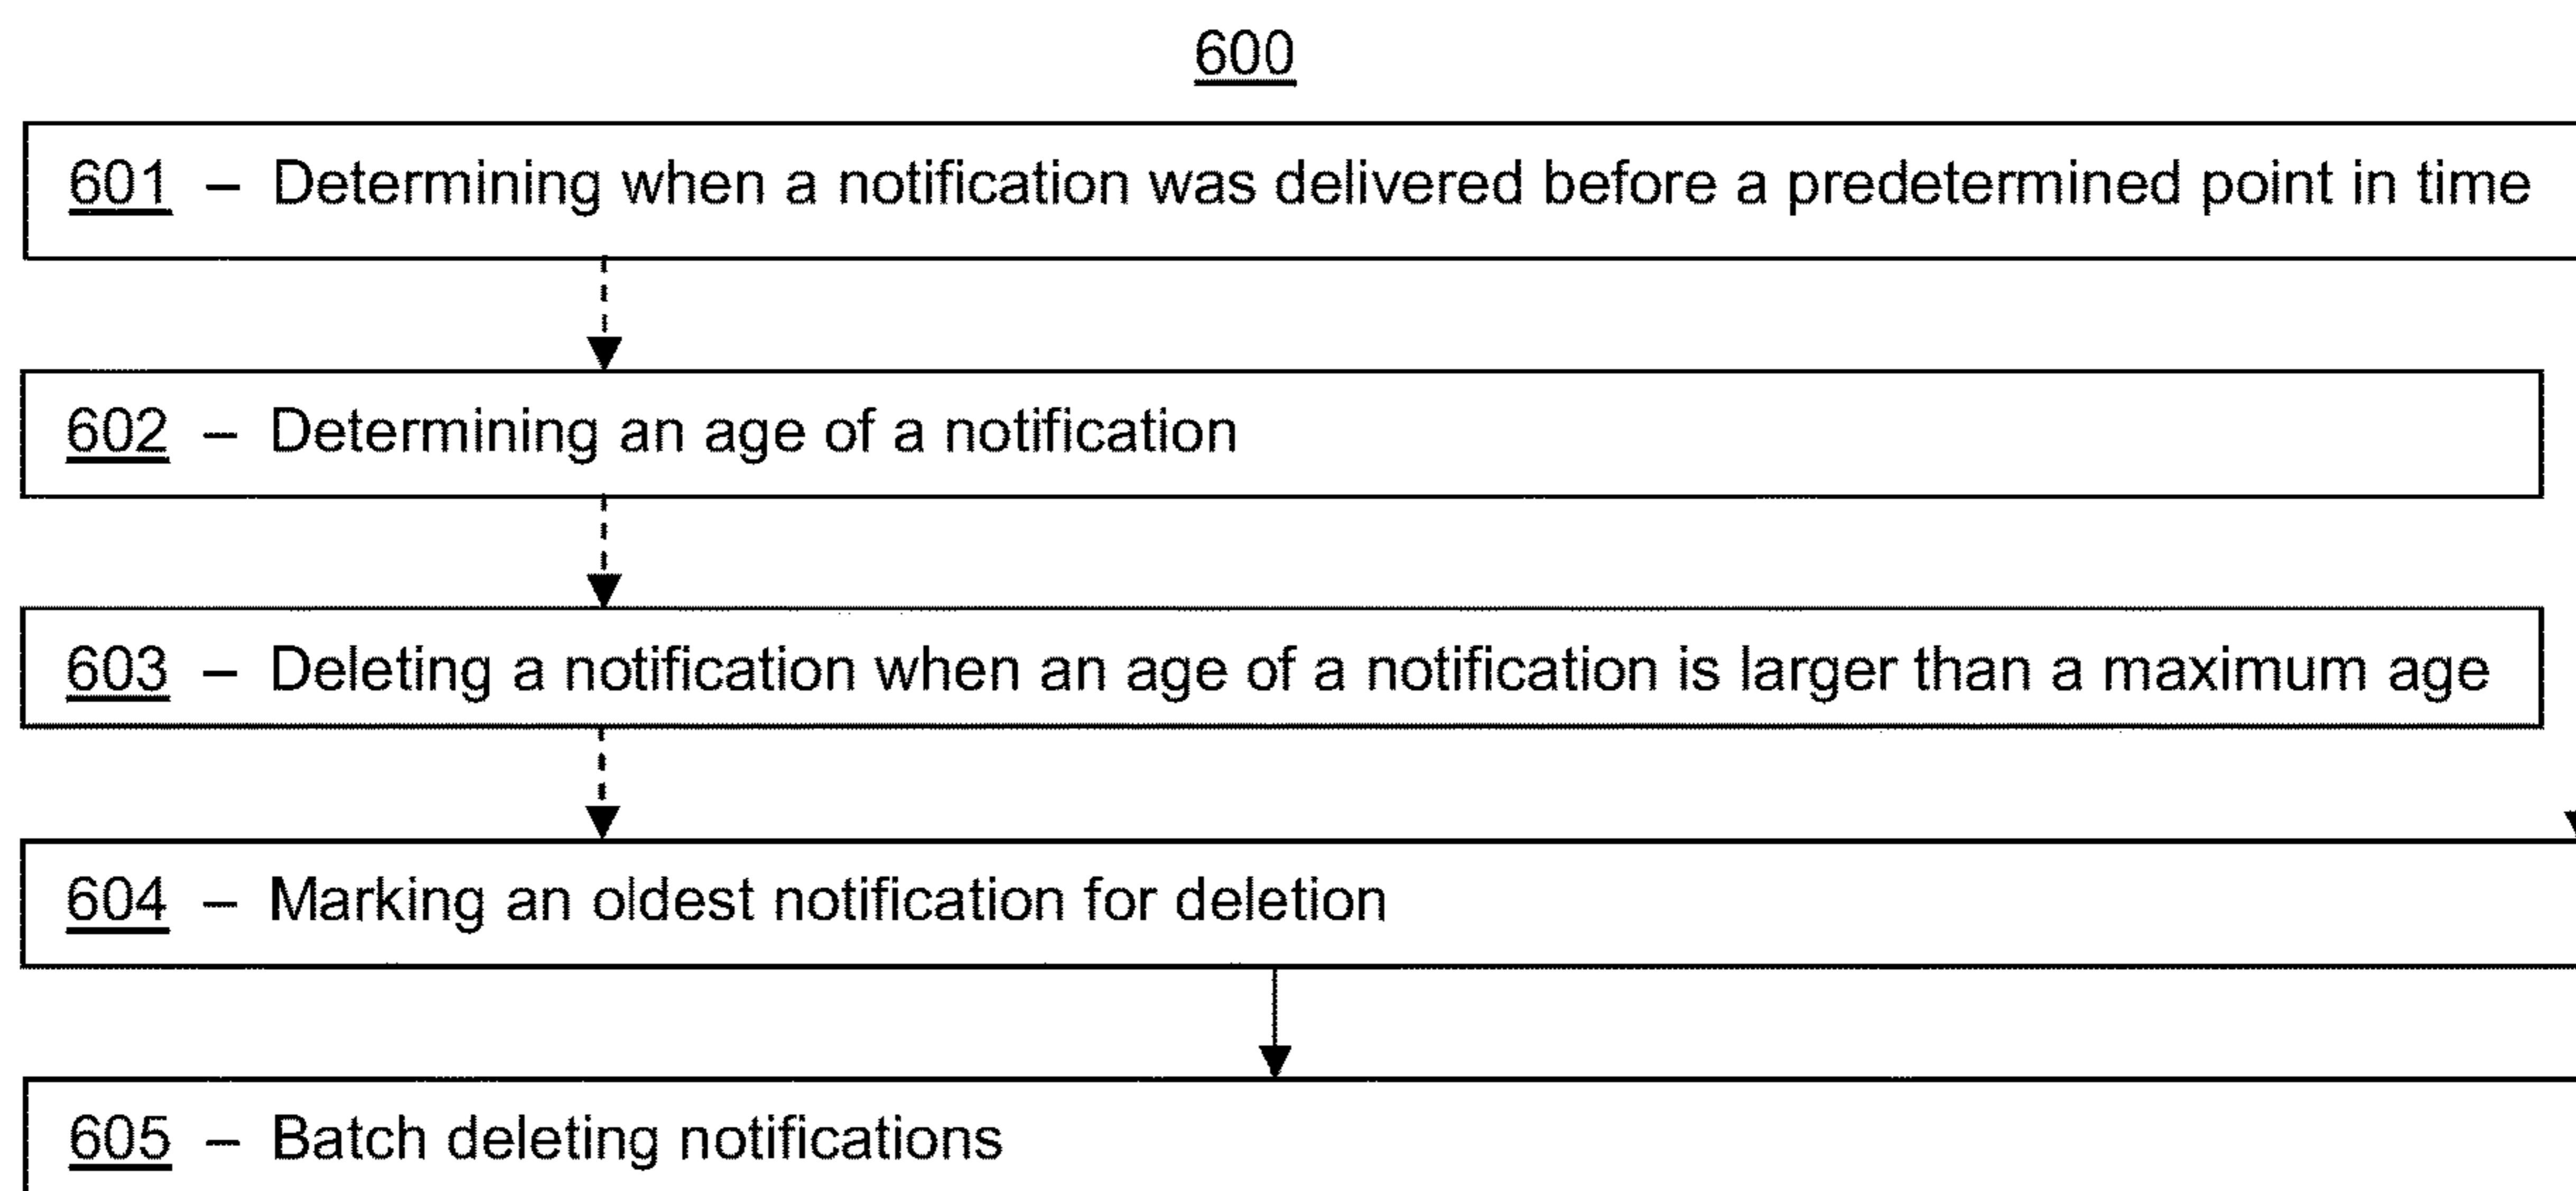 600
601 – Determining when a notification was delivered before a predetermined point in time
602 – Determining an age of a notification
603 – Deleting a notification when an age of a notification is larger than a maximum age
604 – Marking an oldest notification for deletion
605 – Batch deleting notifications